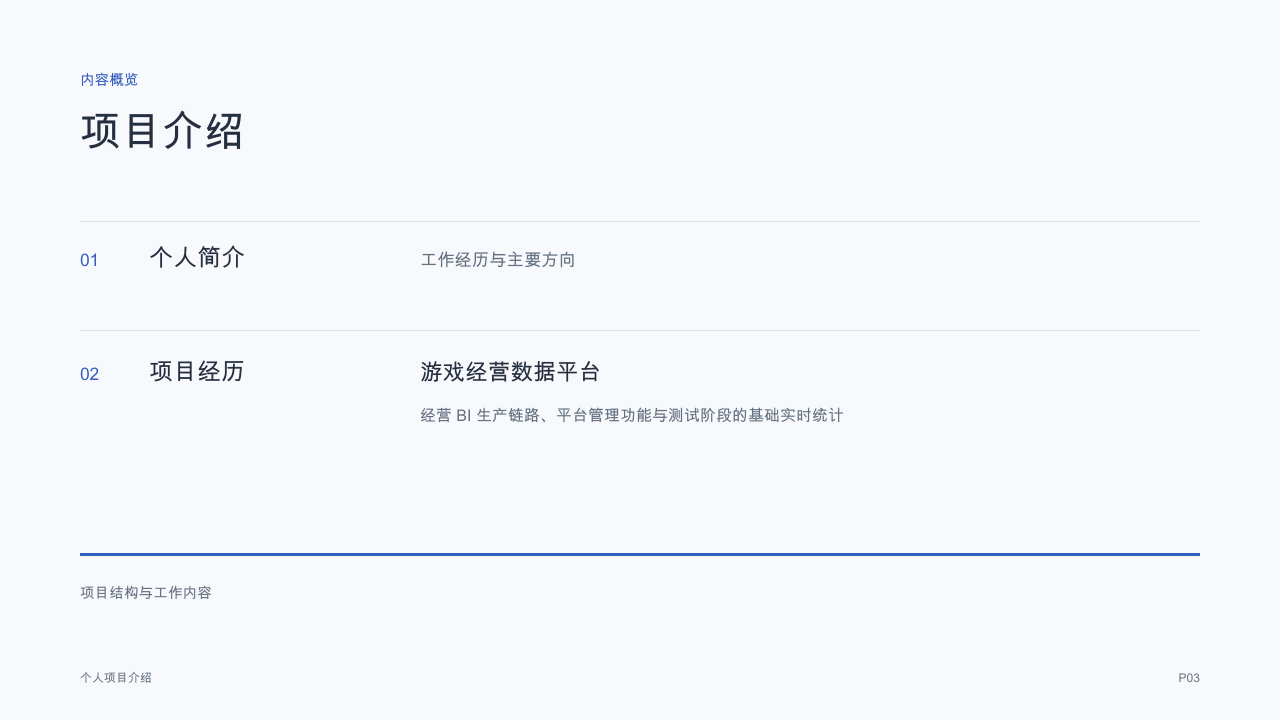 内容概览
项目介绍
01 个人简介 工作经历与主要方向
02 项目经历 游戏经营数据平台
经营 BI 生产链路、平台管理功能与测试阶段的基础实时统计
项目结构与工作内容
个人项目介绍 P03